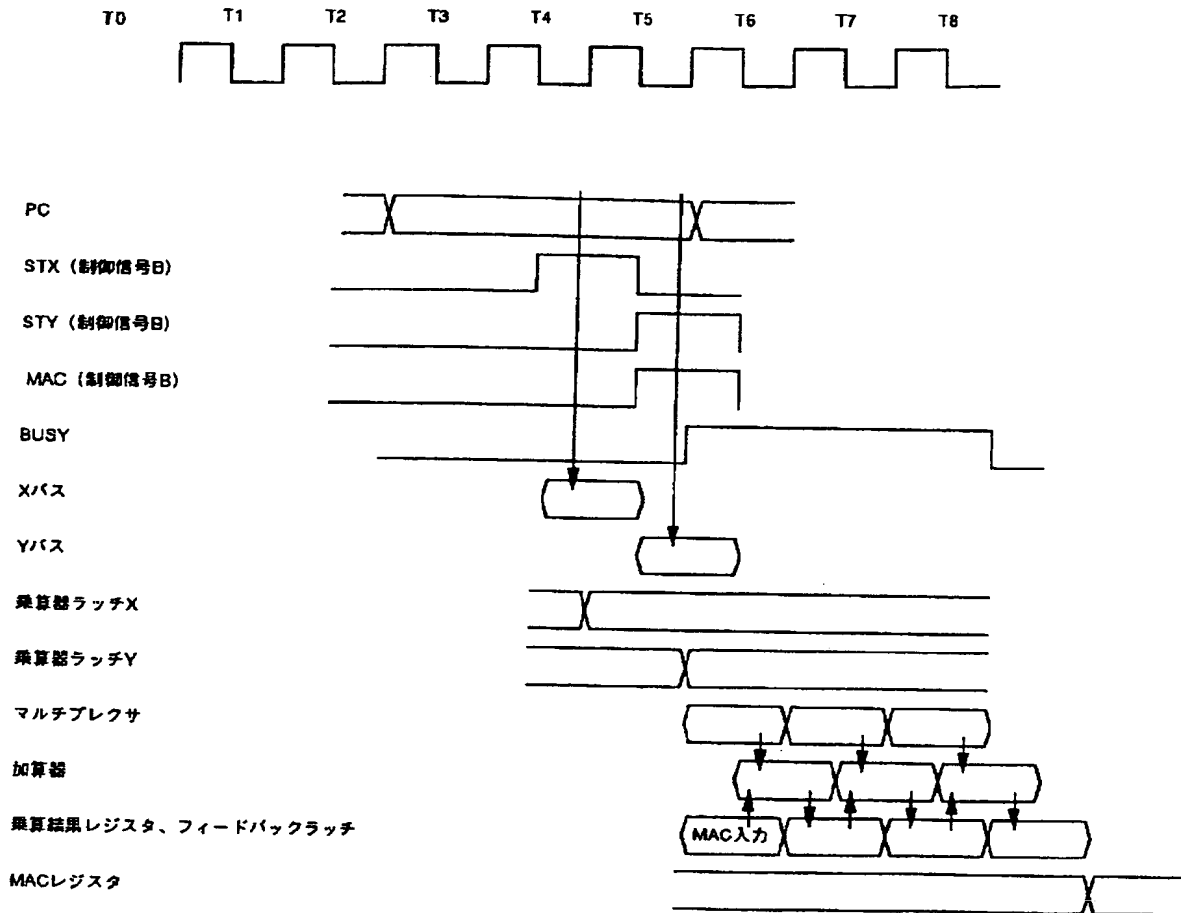 T0 T1 T2 T3 T4 T5 T6 T7 T8
PC
STX（制御信号B）
STY（制御信号B）
MAC（制御信号B）
BUSY
Xバス
Yバス
乗算器ラッチX
乗算器ラッチY
マルチプレクサ
加算器
乗算結果レジスタ、フィードバックラッチ
MAC入力
MACレジスタ